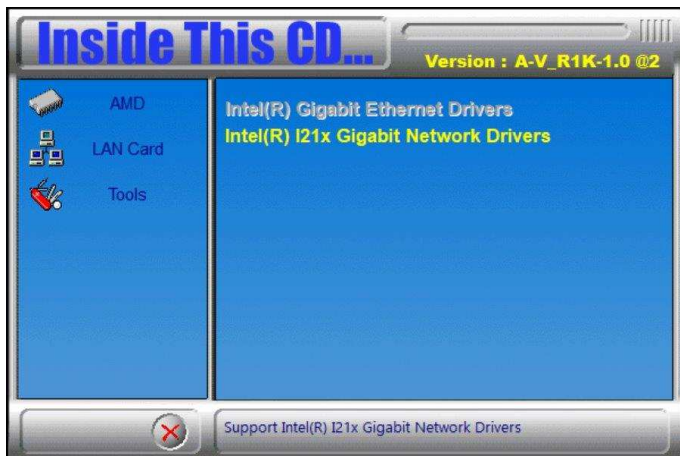 Inside This CD...
Version : A-V_R1K-1.0 @2
AMD
LAN Card
Tools
Intel(R) Gigabit Ethernet Drivers
Intel(R) I21x Gigabit Network Drivers
Support Intel(R) I21x Gigabit Network Drivers